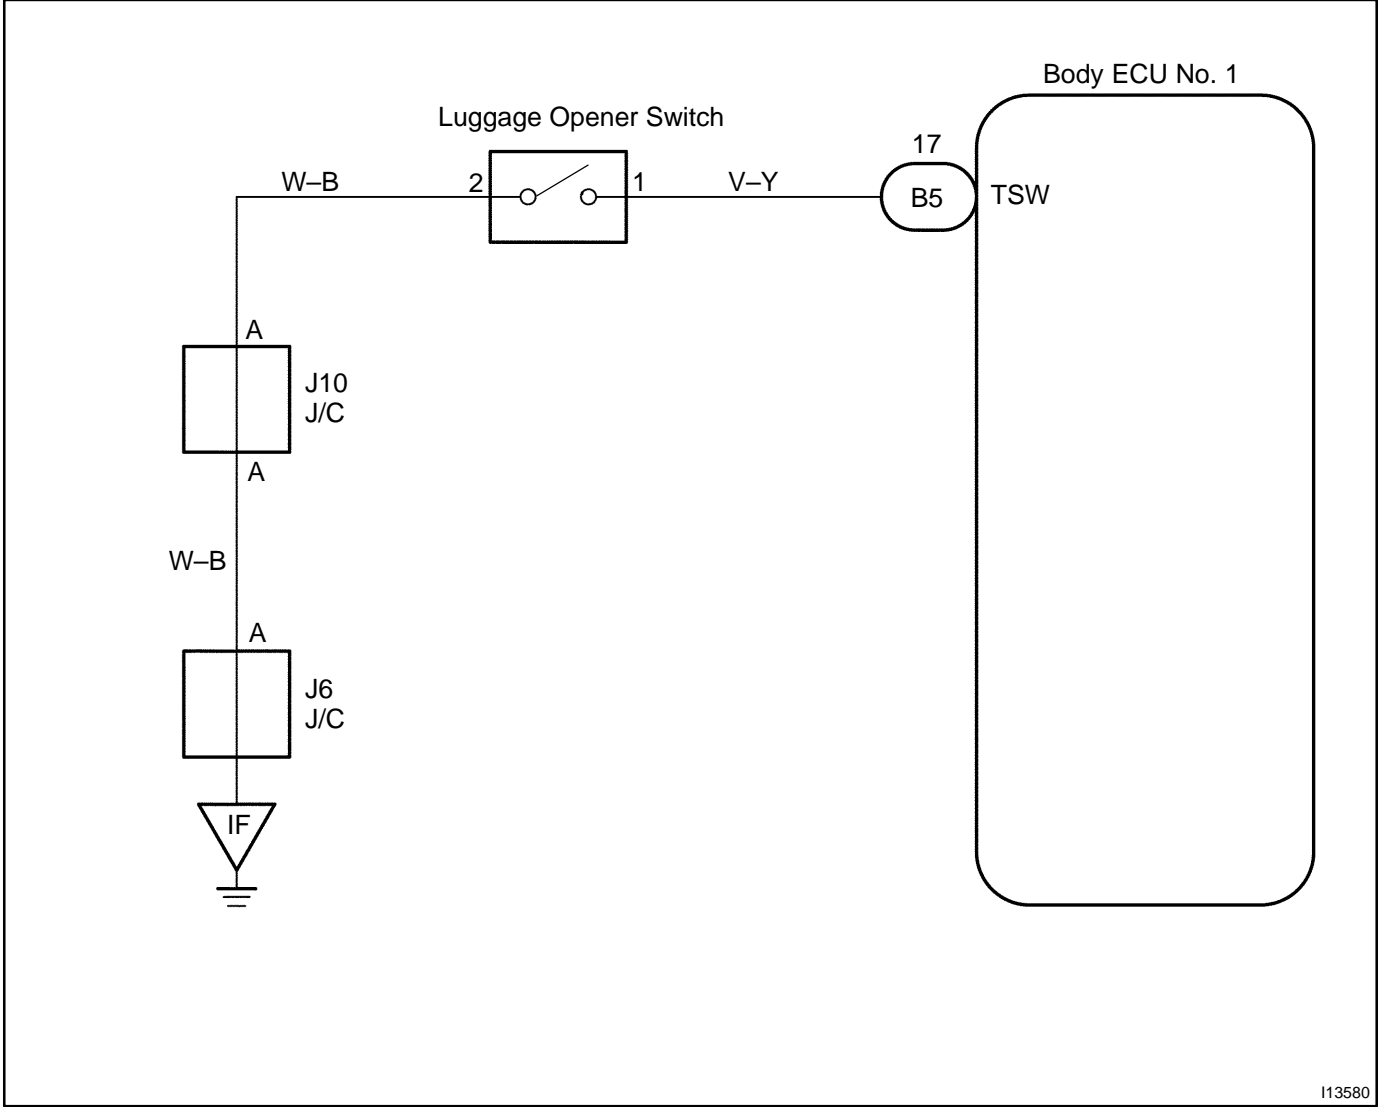 Body ECU No. 1
Luggage Opener Switch
17
W–B
2
1
V–Y
B5
TSW
A
J10
J/C
A
W–B
A
J6
J/C
IF
I13580